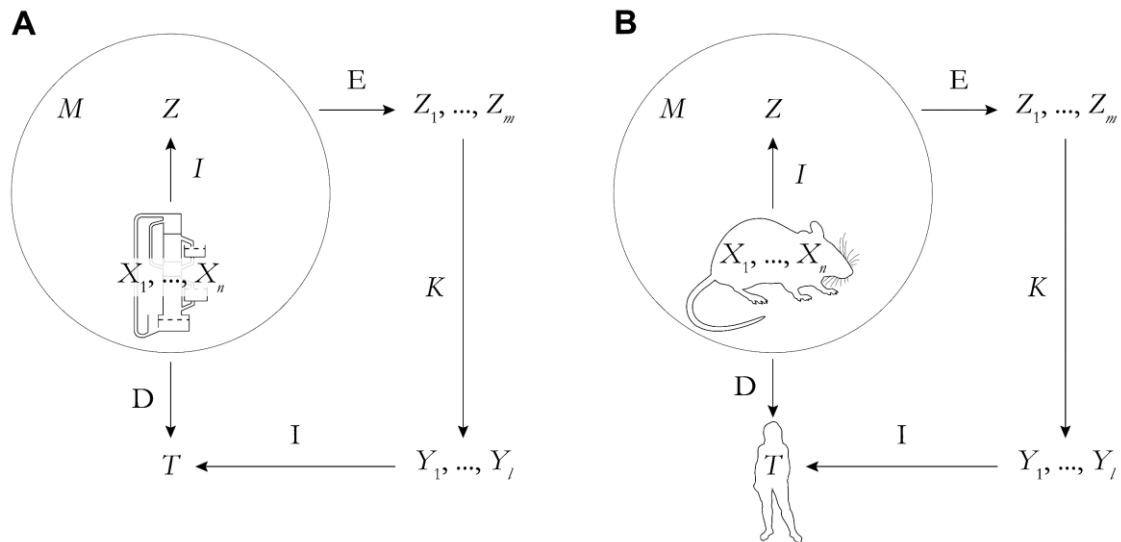 A
M
Z
E
Z₁, ..., Zₘ
I
X₁, ..., Xₙ
K
D
T
I
Y₁, ..., Yₗ
B
M
Z
E
Z₁, ..., Zₘ
I
X₁, ..., Xₙ
K
D
T
I
Y₁, ..., Yₗ